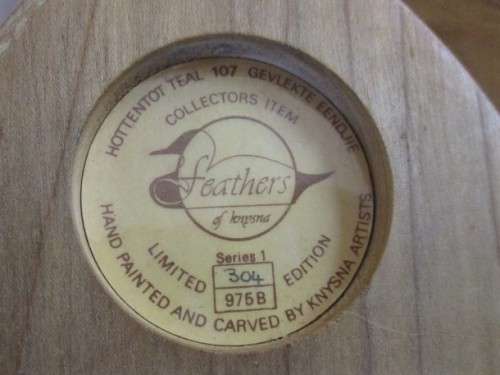 HOTTENTOT TEAL 107 GEVLEKTE EENDJIE
COLLECTORS ITEM
feathers
of knysna
LIMITED EDITION
Series 1
304
975B
HAND PAINTED AND CARVED BY KNYSNA ARTISTS